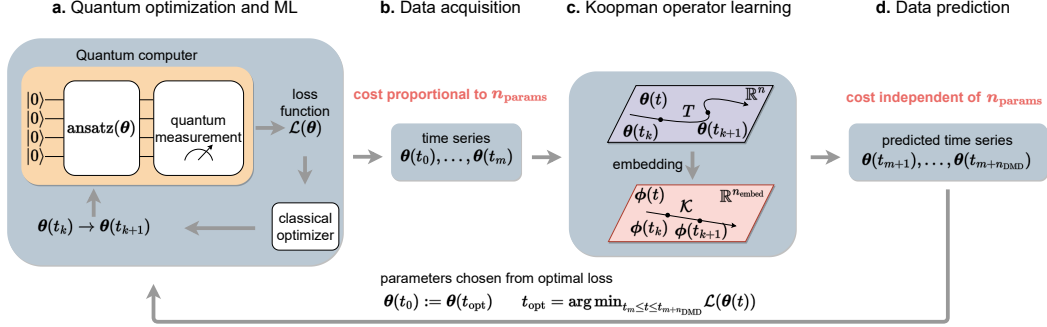 a. Quantum optimization and ML
b. Data acquisition
c. Koopman operator learning
d. Data prediction
Quantum computer
|0⟩
|0⟩
|0⟩
|0⟩
ansatz(θ)
quantum
measurement
loss
function
ℒ(θ)
classical
optimizer
θ(t_k) → θ(t_{k+1})
cost proportional to n_params
time series
θ(t_0), . . . , θ(t_m)
θ(t)
T
ℝ^n
θ(t_k)
θ(t_{k+1})
embedding
ϕ(t)
𝒦
ℝ^{n_embed}
ϕ(t_k)
ϕ(t_{k+1})
cost independent of n_params
predicted time series
θ(t_{m+1}), . . . , θ(t_{m+n_DMD})
parameters chosen from optimal loss
θ(t_0) := θ(t_opt) t_opt = arg min_{t_m≤t≤t_{m+n_DMD}} ℒ(θ(t))